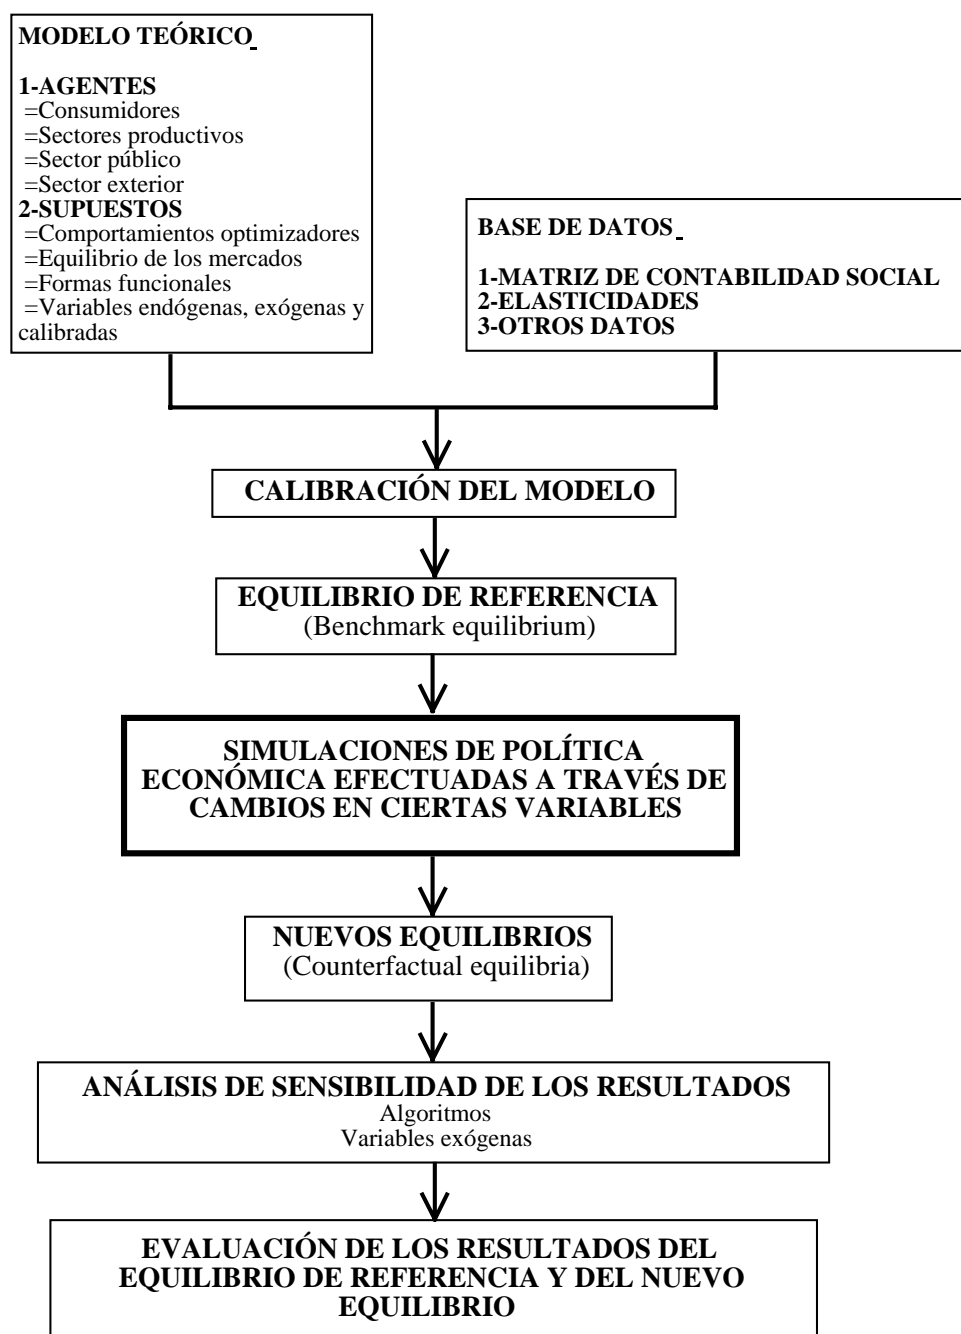 MODELO TEÓRICO
1-AGENTES
=Consumidores
=Sectores productivos
=Sector público
=Sector exterior
2-SUPUESTOS
=Comportamientos optimizadores
=Equilibrio de los mercados
=Formas funcionales
=Variables endógenas, exógenas y
calibradas
BASE DE DATOS
1-MATRIZ DE CONTABILIDAD SOCIAL
2-ELASTICIDADES
3-OTROS DATOS
CALIBRACIÓN DEL MODELO
EQUILIBRIO DE REFERENCIA
(Benchmark equilibrium)
SIMULACIONES DE POLÍTICA
ECONÓMICA EFECTUADAS A TRAVÉS DE
CAMBIOS EN CIERTAS VARIABLES
NUEVOS EQUILIBRIOS
(Counterfactual equilibria)
ANÁLISIS DE SENSIBILIDAD DE LOS RESULTADOS
Algoritmos
Variables exógenas
EVALUACIÓN DE LOS RESULTADOS DEL
EQUILIBRIO DE REFERENCIA Y DEL NUEVO
EQUILIBRIO